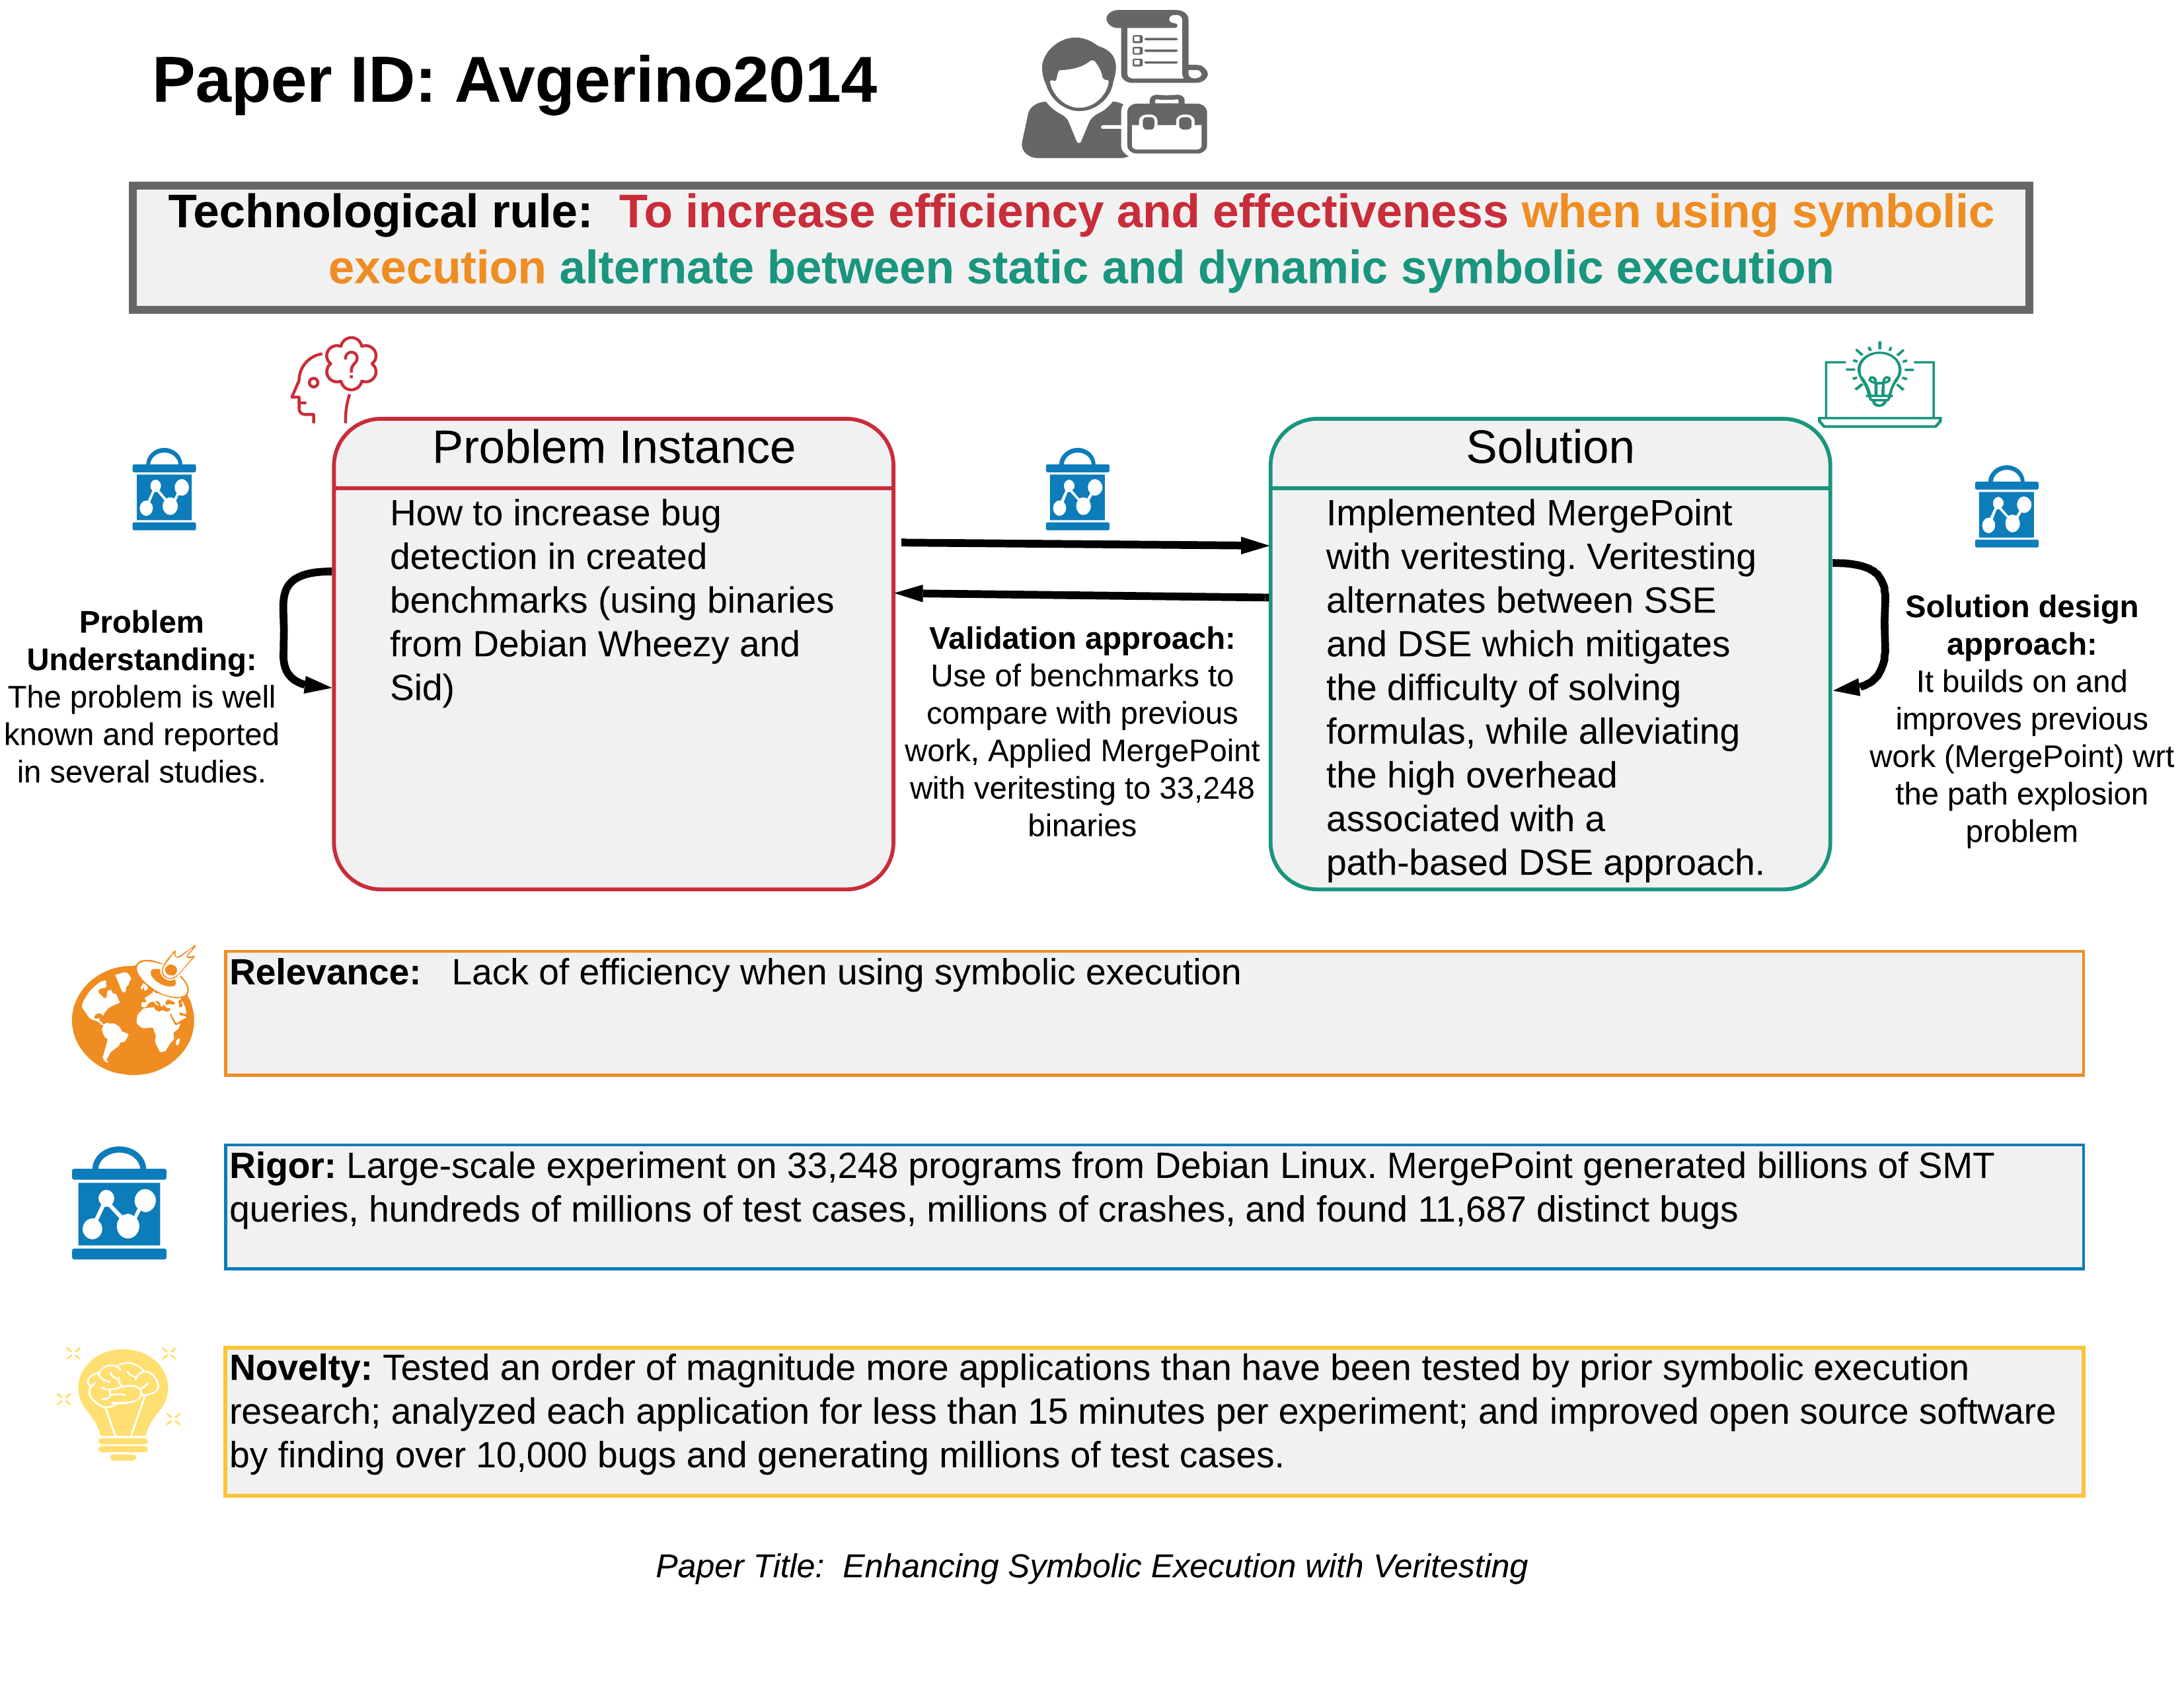 Paper ID: Avgerino2014
Technological rule: To increase efficiency and effectiveness when using symbolic
execution alternate between static and dynamic symbolic execution
Problem
Understanding:
The problem is well
known and reported
in several studies.
Problem Instance
How to increase bug
detection in created
benchmarks (using binaries
from Debian Wheezy and
Sid)
Validation approach:
Use of benchmarks to
compare with previous
work, Applied MergePoint
with veritesting to 33,248
binaries
Solution
Implemented MergePoint
with veritesting. Veritesting
alternates between SSE
and DSE which mitigates
the difficulty of solving
formulas, while alleviating
the high overhead
associated with a
path-based DSE approach.
Solution design
approach:
It builds on and
improves previous
work (MergePoint) wrt
the path explosion
problem
Relevance: Lack of efficiency when using symbolic execution
Rigor: Large-scale experiment on 33,248 programs from Debian Linux. MergePoint generated billions of SMT
queries, hundreds of millions of test cases, millions of crashes, and found 11,687 distinct bugs
Novelty: Tested an order of magnitude more applications than have been tested by prior symbolic execution
research; analyzed each application for less than 15 minutes per experiment; and improved open source software
by finding over 10,000 bugs and generating millions of test cases.
Paper Title: Enhancing Symbolic Execution with Veritesting